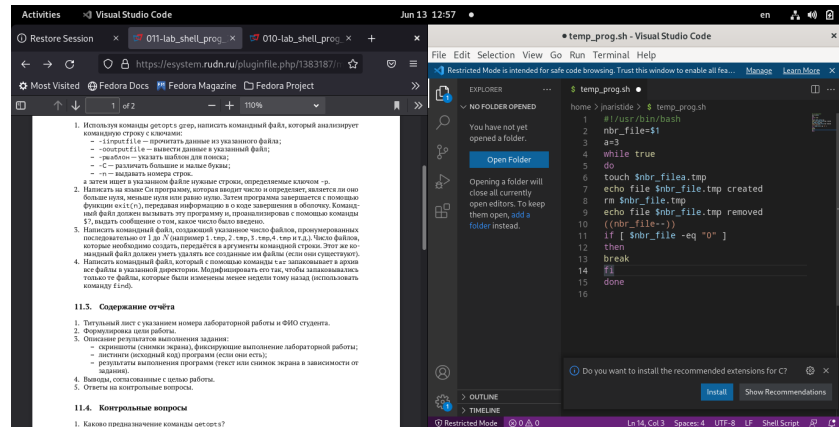 Activities Visual Studio Code Jun 13 12:57 en
Restore Session × 011-lab_shell_prog_ × 010-lab_shell_prog_ × + ×
https://esystem.rudn.ru/pluginfile.php/1383187/
Most Visited Fedora Docs Fedora Magazine Fedora Project
1 of 2 − + 110%
1. Используя команды getopts grep, написать командный файл, который анализирует
командную строку с ключами:
– -iinputfile — прочитать данные из указанного файла;
– -ooutputfile — вывести данные в указанный файл;
– -pшаблон — указать шаблон для поиска;
– -C — различать большие и малые буквы;
– -n — выдавать номера строк.
а затем ищет в указанном файле нужные строки, определяемые ключом -p.
2. Написать на языке Си программу, которая вводит число и определяет, является ли оно
больше нуля, меньше нуля или равно нулю. Затем программа завершается с помощью
функции exit(n), передавая информацию в о коде завершения в оболочку. Команд-
ный файл должен вызывать эту программу и, проанализировав с помощью команды
$?, выдать сообщение о том, какое число было введено.
3. Написать командный файл, создающий указанное число файлов, пронумерованных
последовательно от 1 до N (например 1.tmp, 2.tmp, 3.tmp, 4.tmp и т.д.). Число файлов,
которые необходимо создать, передаётся в аргументы командной строки. Этот же ко-
мандный файл должен уметь удалять все созданные им файлы (если они существуют).
4. Написать командный файл, который с помощью команды tar запаковывает в архив
все файлы в указанной директории. Модифицировать его так, чтобы запаковывались
только те файлы, которые были изменены менее недели тому назад (использовать
команду find).
11.3. Содержание отчёта
1. Титульный лист с указанием номера лабораторной работы и ФИО студента.
2. Формулировка цели работы.
3. Описание результатов выполнения задания:
– скриншоты (снимки экрана), фиксирующие выполнение лабораторной работы;
– листинги (исходный код) программ (если они есть);
– результаты выполнения программ (текст или снимок экрана в зависимости от
задания).
4. Выводы, согласованные с целью работы.
5. Ответы на контрольные вопросы.
11.4. Контрольные вопросы
1. Каково предназначение команды getopts?
● temp_prog.sh - Visual Studio Code ×
File Edit Selection View Go Run Terminal Help
Restricted Mode is intended for safe code browsing. Trust this window to enable all fea... Manage Learn More ×
EXPLORER ···
NO FOLDER OPENED
You have not yet
opened a folder.
Open Folder
Opening a folder will
close all currently
open editors. To keep
them open, add a
folder instead.
OUTLINE
TIMELINE
$ temp_prog.sh ● ···
home > jnaristide > $ temp_prog.sh
1 #!/usr/bin/bash
2 nbr_file=$1
3 a=3
4 while true
5 do
6 touch $nbr_filea.tmp
7 echo file $nbr_file.tmp created
8 rm $nbr_file.tmp
9 echo file $nbr_file.tmp removed
10 ((nbr_file--))
11 if [ $nbr_file -eq "0" ]
12 then
13 break
14 fi
15 done
16
Do you want to install the recommended extensions for C? ×
Install Show Recommendations
Restricted Mode 0 0 Ln 14, Col 3 Spaces: 4 UTF-8 LF Shell Script